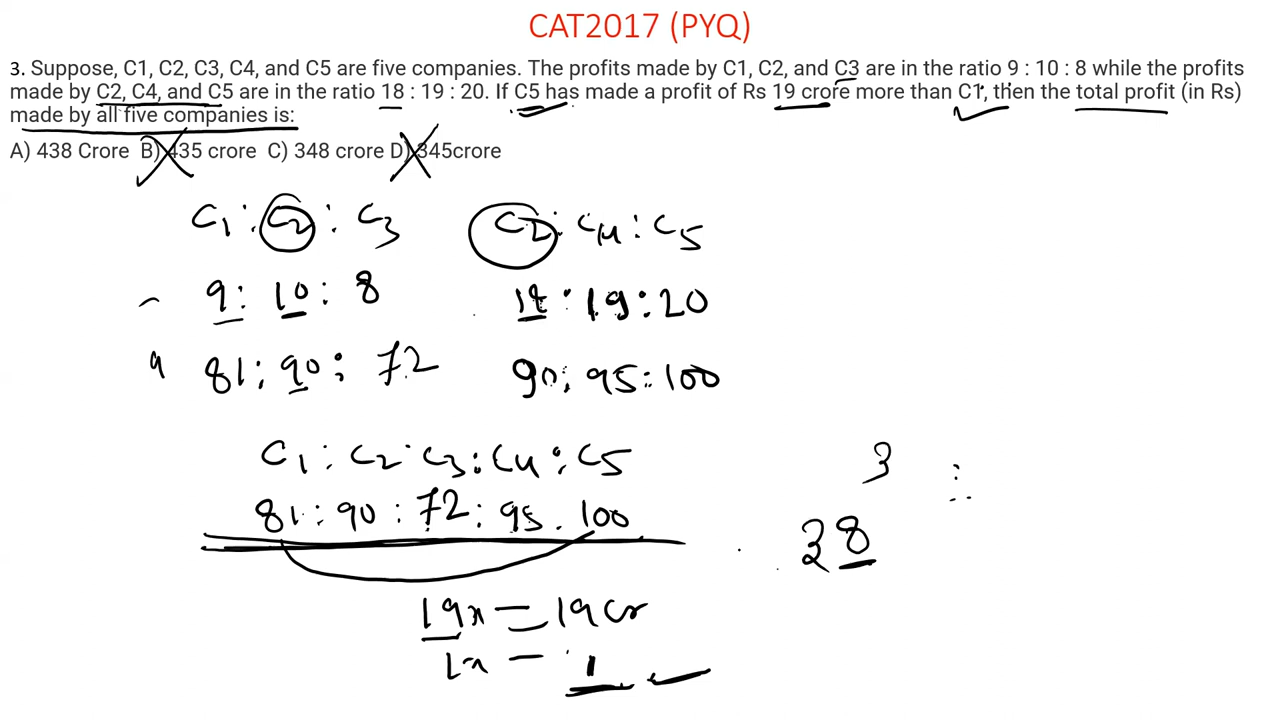 CAT2017 (PYQ)
3. Suppose, C1, C2, C3, C4, and C5 are five companies. The profits made by C1, C2, and C3 are in the ratio 9 : 10 : 8 while the profits
made by C2, C4, and C5 are in the ratio 18 : 19 : 20. If C5 has made a profit of Rs 19 crore more than C1, then the total profit (in Rs)
made by all five companies is:
A) 438 Crore B) 435 crore C) 348 crore D) 345crore
C1 : C2 : C3 C2 : C4 : C5
9 : 10 : 8 18 : 19 : 20
9 81 : 90 : 72 90 : 95 : 100
C1 : C2 C3 : C4 : C5
3
81 : 90 : 72 : 95 . 100
38
19x = 19 Cr
1x = 1